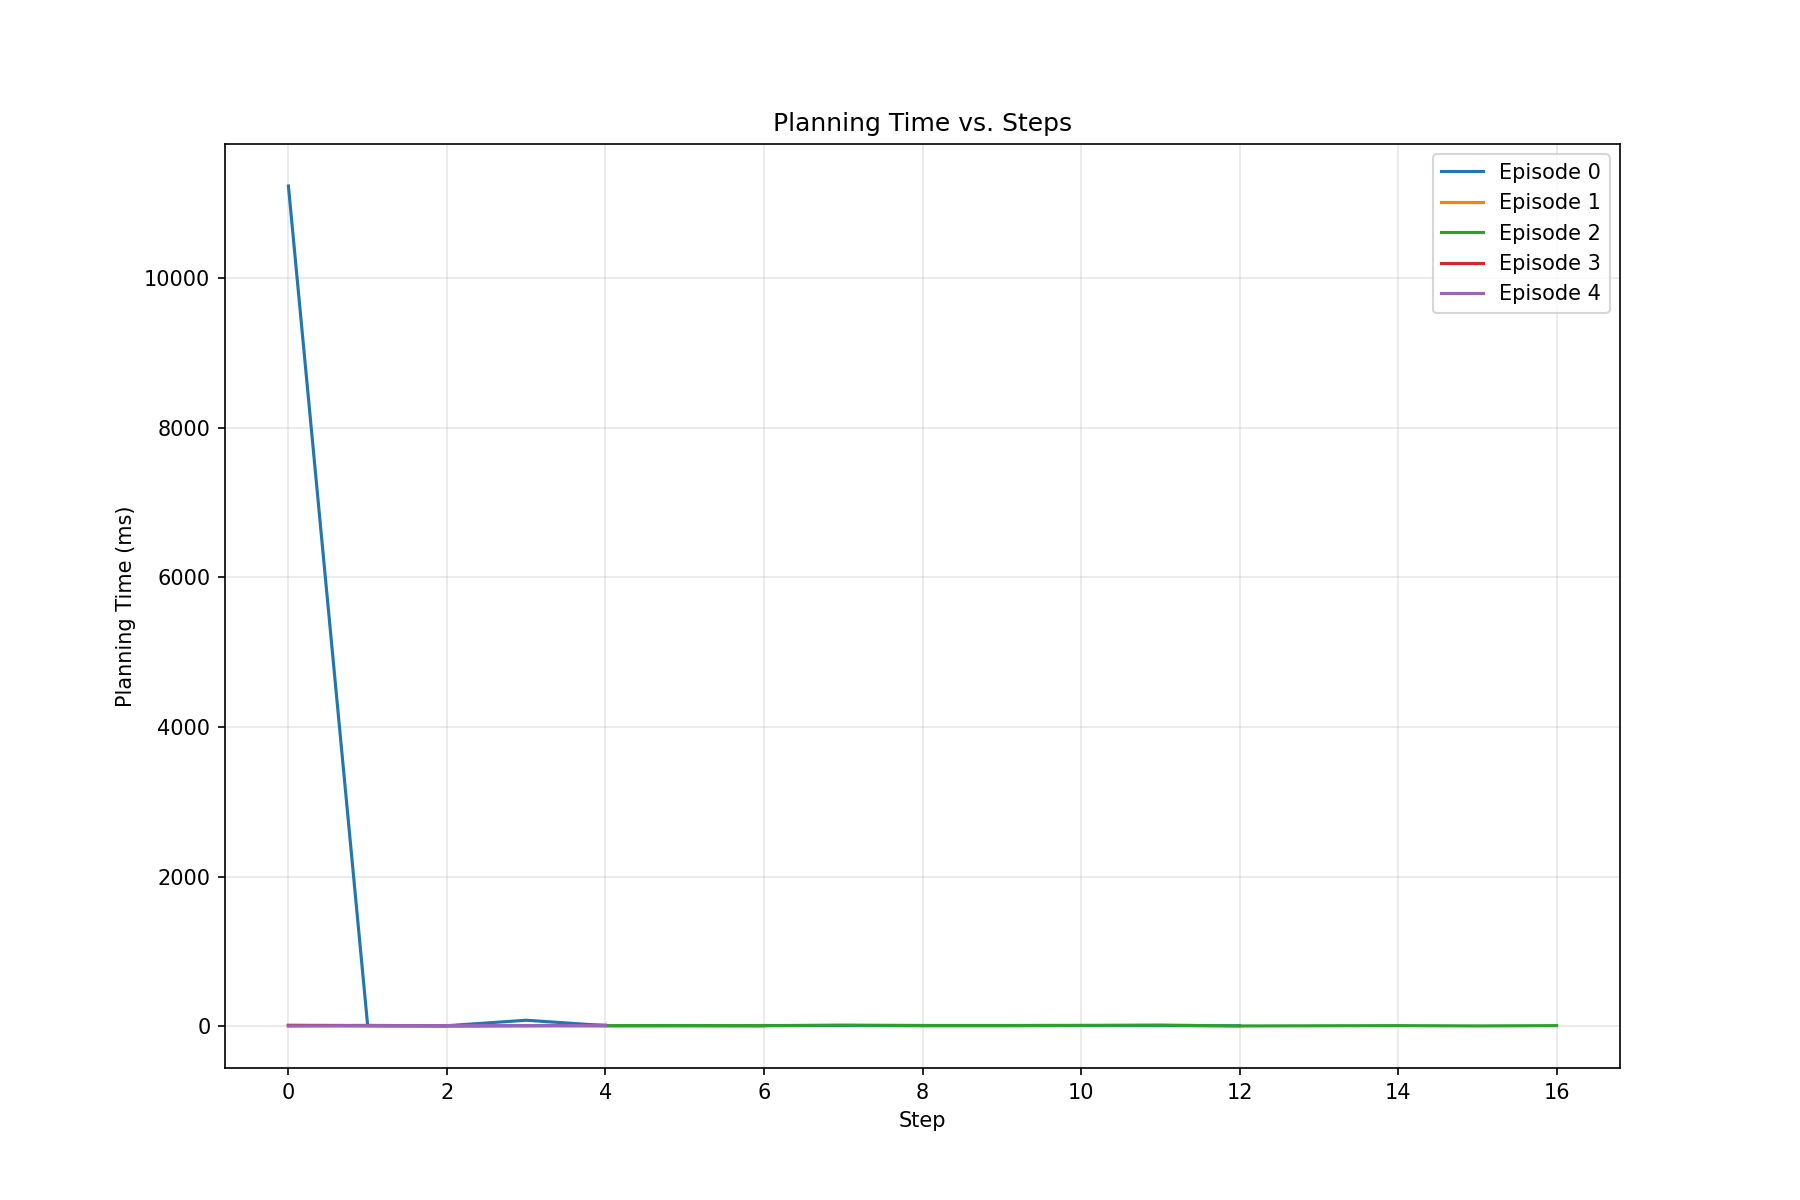 Planning Time vs. Steps
Episode 0
Episode 1
Episode 2
Episode 3
Episode 4
Planning Time (ms)
10000
8000
6000
4000
2000
0
0 2 4 6 8 10 12 14 16
Step